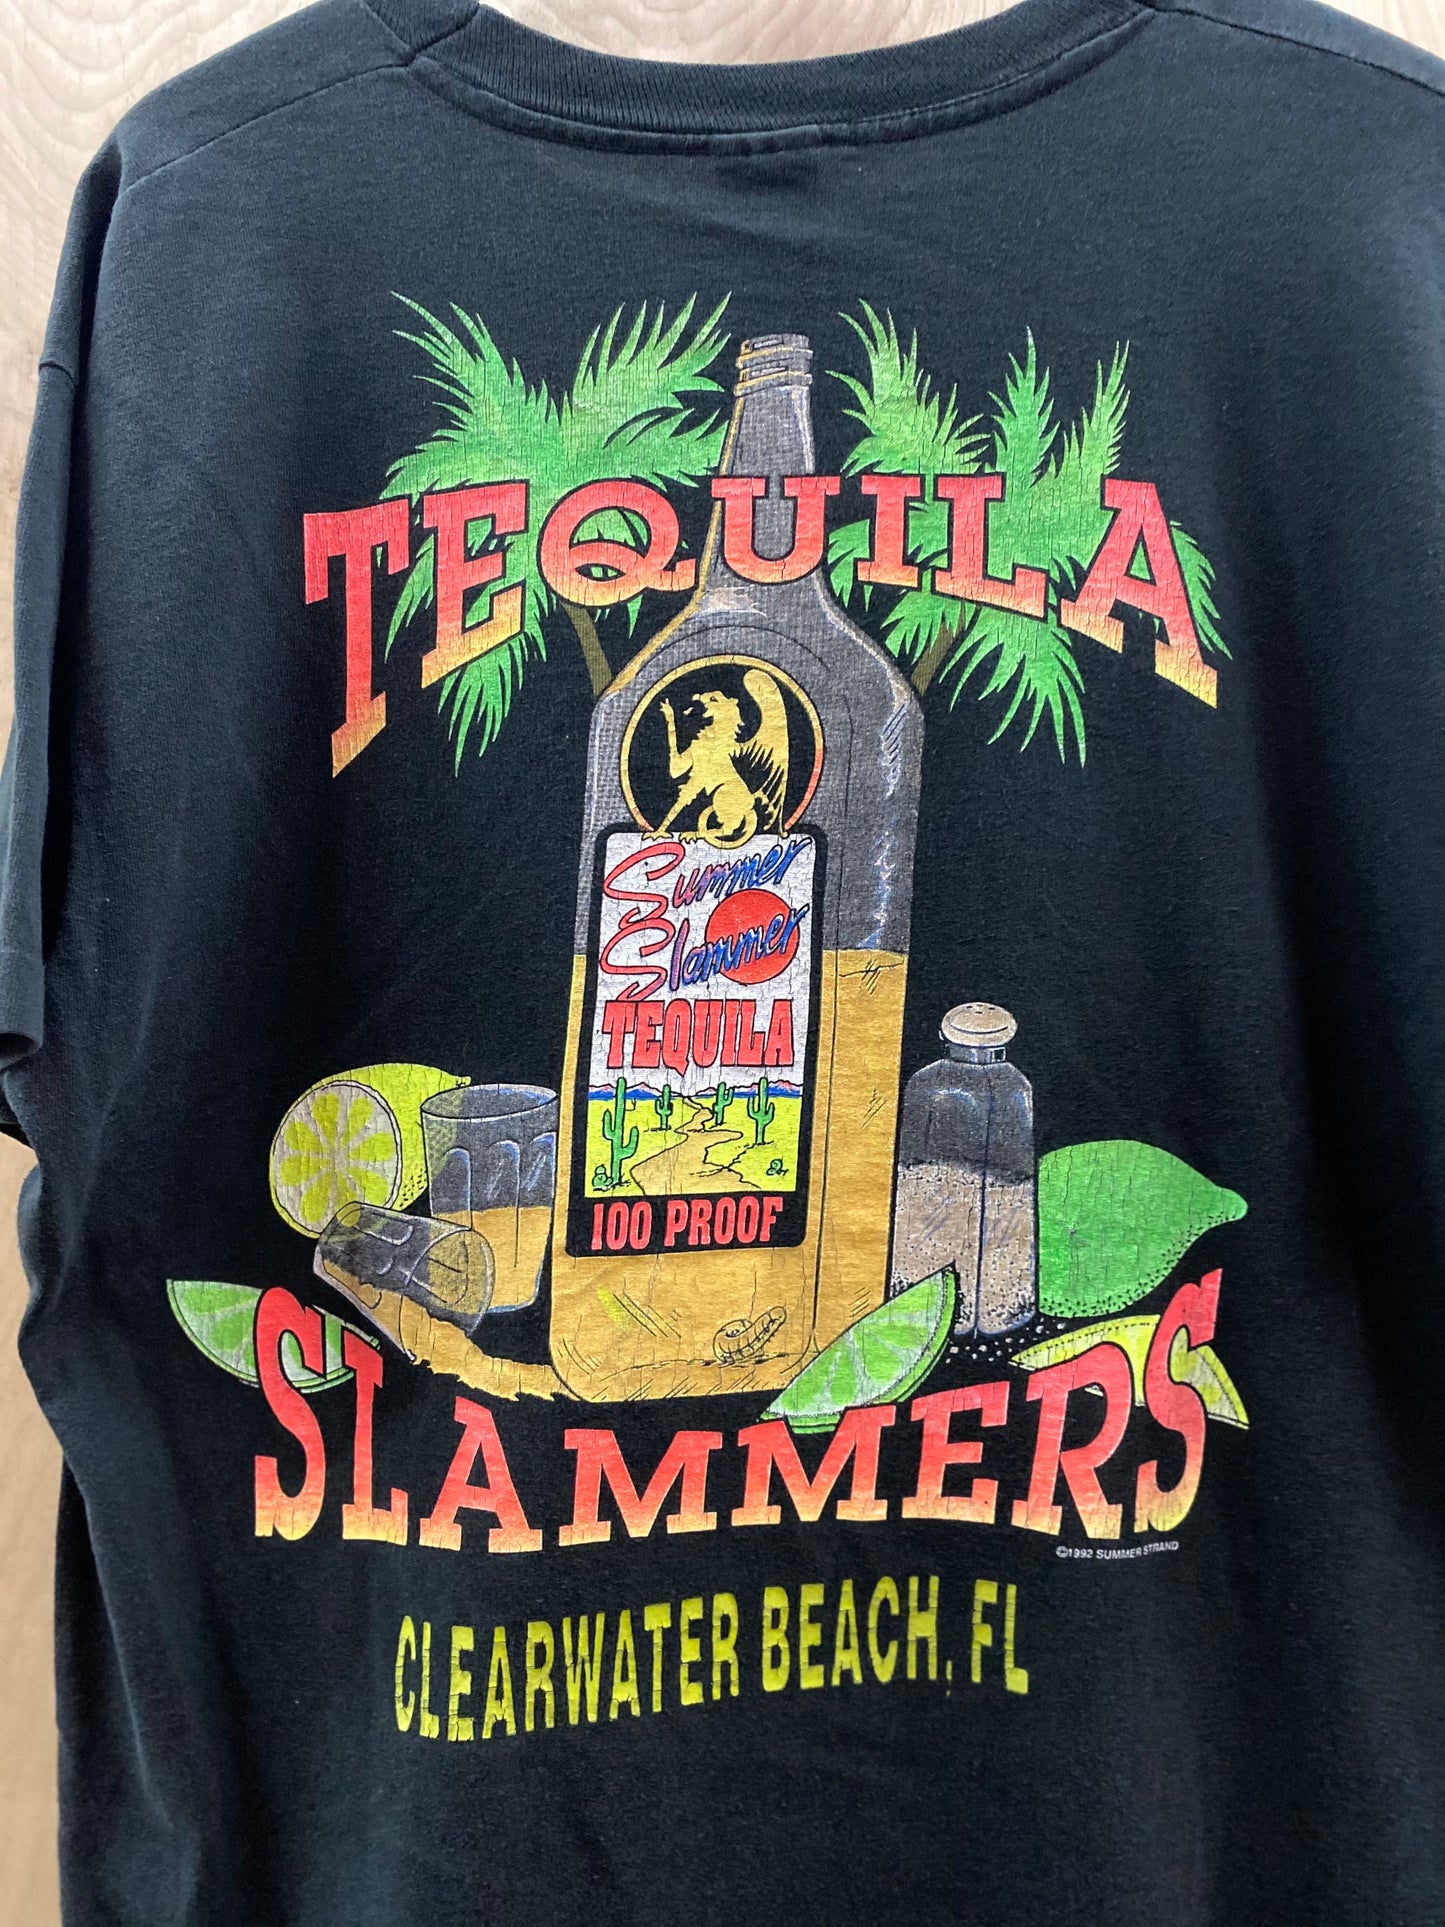 TEQUILA
Summer
Slammer
TEQUILA
100 PROOF
SLAMMERS
©1992 SUMMER STRAND
CLEARWATER BEACH, FL